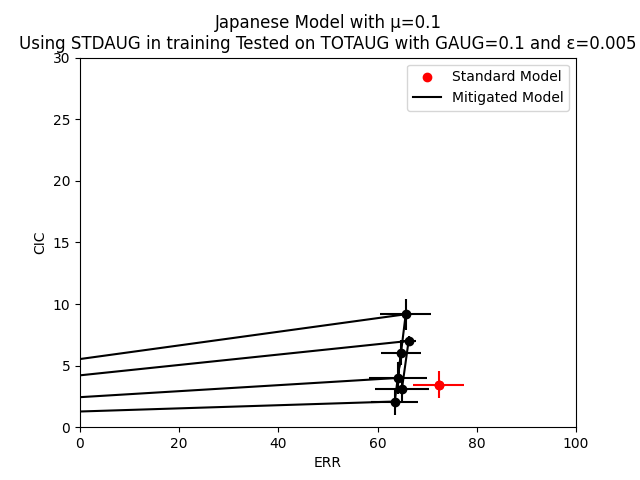 Japanese Model with μ=0.1
Using STDAUG in training Tested on TOTAUG with GAUG=0.1 and ε=0.005
Standard Model
Mitigated Model
30
25
20
15
10
5
0
CIC
0 20 40 60 80 100
ERR